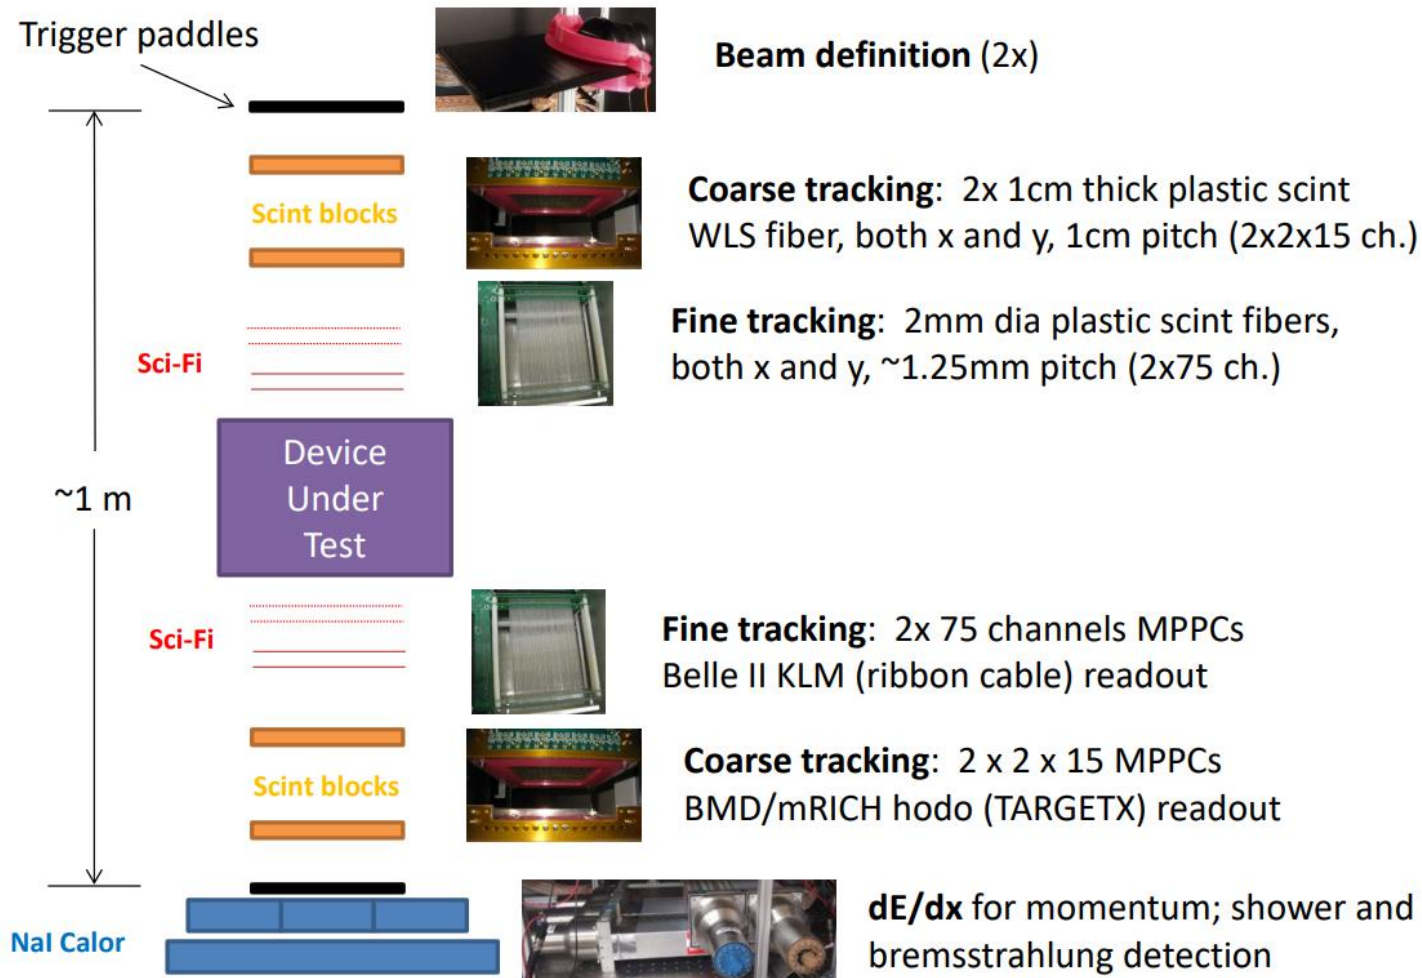 Trigger paddles
Beam definition (2x)
Scint blocks
Coarse tracking: 2x 1cm thick plastic scint
WLS fiber, both x and y, 1cm pitch (2x2x15 ch.)
Sci-Fi
Fine tracking: 2mm dia plastic scint fibers,
both x and y, ~1.25mm pitch (2x75 ch.)
Device
Under
Test
~1 m
Sci-Fi
Fine tracking: 2x 75 channels MPPCs
Belle II KLM (ribbon cable) readout
Scint blocks
Coarse tracking: 2 x 2 x 15 MPPCs
BMD/mRICH hodo (TARGETX) readout
NaI Calor
dE/dx for momentum; shower and
bremsstrahlung detection